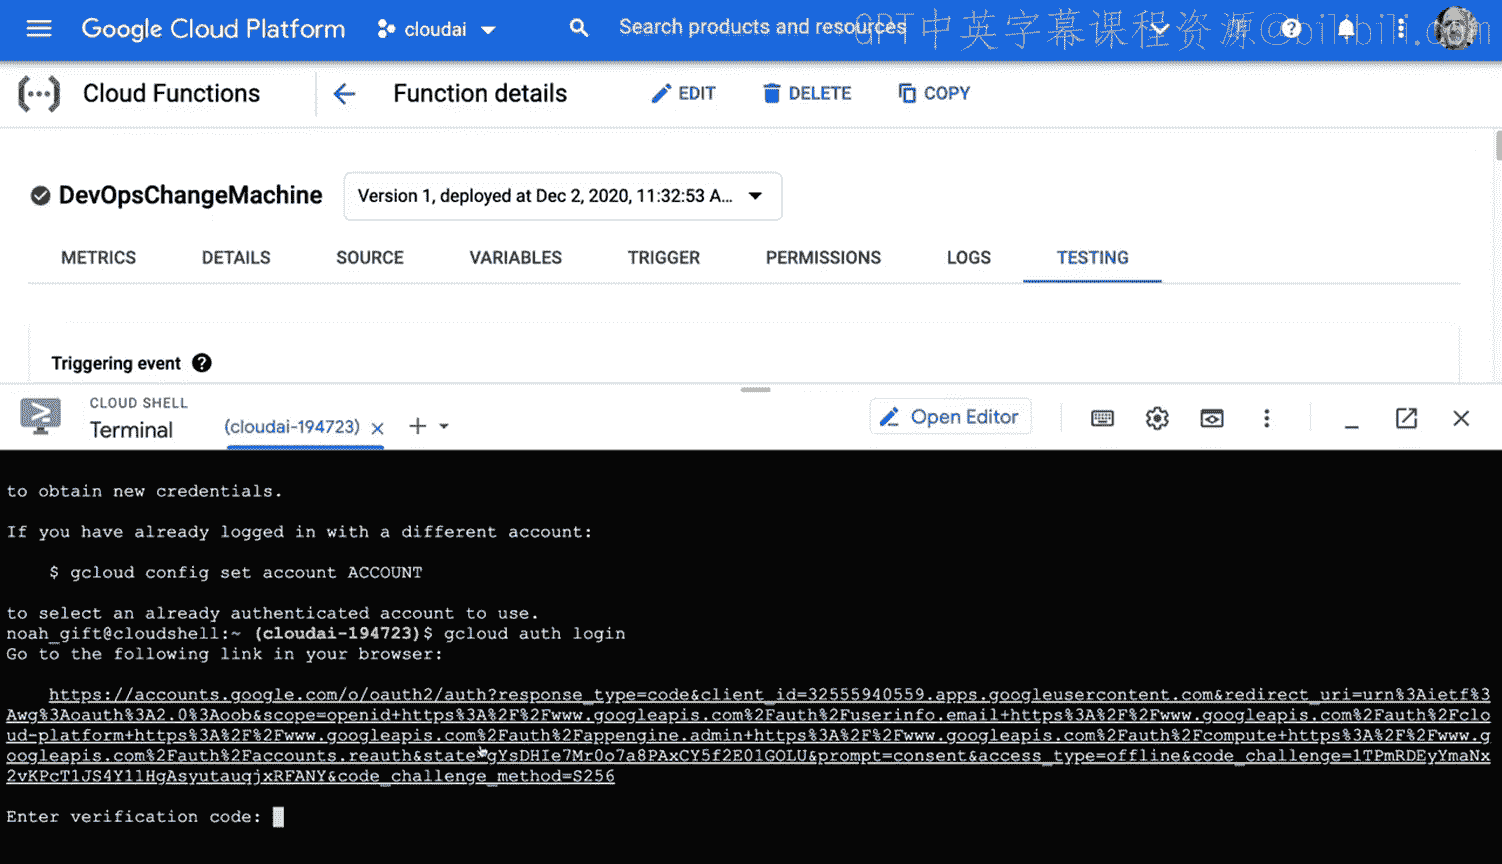 Google Cloud Platform
cloudai
Search products and resources
GPT中英字幕课程资源@bilibili.com
Cloud Functions
Function details
EDIT
DELETE
COPY
DevOpsChangeMachine
Version 1, deployed at Dec 2, 2020, 11:32:53 A...
METRICS
DETAILS
SOURCE
VARIABLES
TRIGGER
PERMISSIONS
LOGS
TESTING
Triggering event
CLOUD SHELL
Terminal
(cloudai-194723)
Open Editor
to obtain new credentials.
If you have already logged in with a different account:
$ gcloud config set account ACCOUNT
to select an already authenticated account to use.
noah_gift@cloudshell:~ (cloudai-194723)$ gcloud auth login
Go to the following link in your browser:
https://accounts.google.com/o/oauth2/auth?response_type=code&client_id=32555940559.apps.googleusercontent.com&redirect_uri=urn%3Aietf%3
Awg%3Aoauth%3A2.0%3Aoob&scope=openid+https%3A%2F%2Fwww.googleapis.com%2Fauth%2Fuserinfo.email+https%3A%2F%2Fwww.googleapis.com%2Fauth%2Fclo
ud-platform+https%3A%2F%2Fwww.googleapis.com%2Fauth%2Fappengine.admin+https%3A%2F%2Fwww.googleapis.com%2Fauth%2Fcompute+https%3A%2F%2Fwww.g
oogleapis.com%2Fauth%2Faccounts.reauth&state=gYsDHIe7Mr0o7a8PAxCY5f2E01GOLU&prompt=consent&access_type=offline&code_challenge=1TPmRDEyYmaNx
2vKPcT1JS4Y11HgAsyutauqjxRFANY&code_challenge_method=S256
Enter verification code: